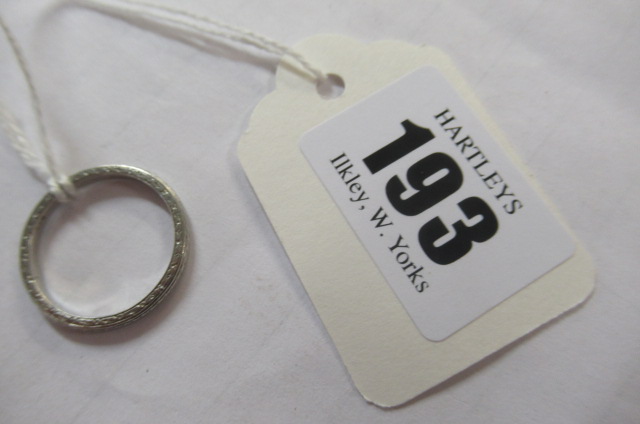 HARTLEYS
193
Ilkley, W. Yorks